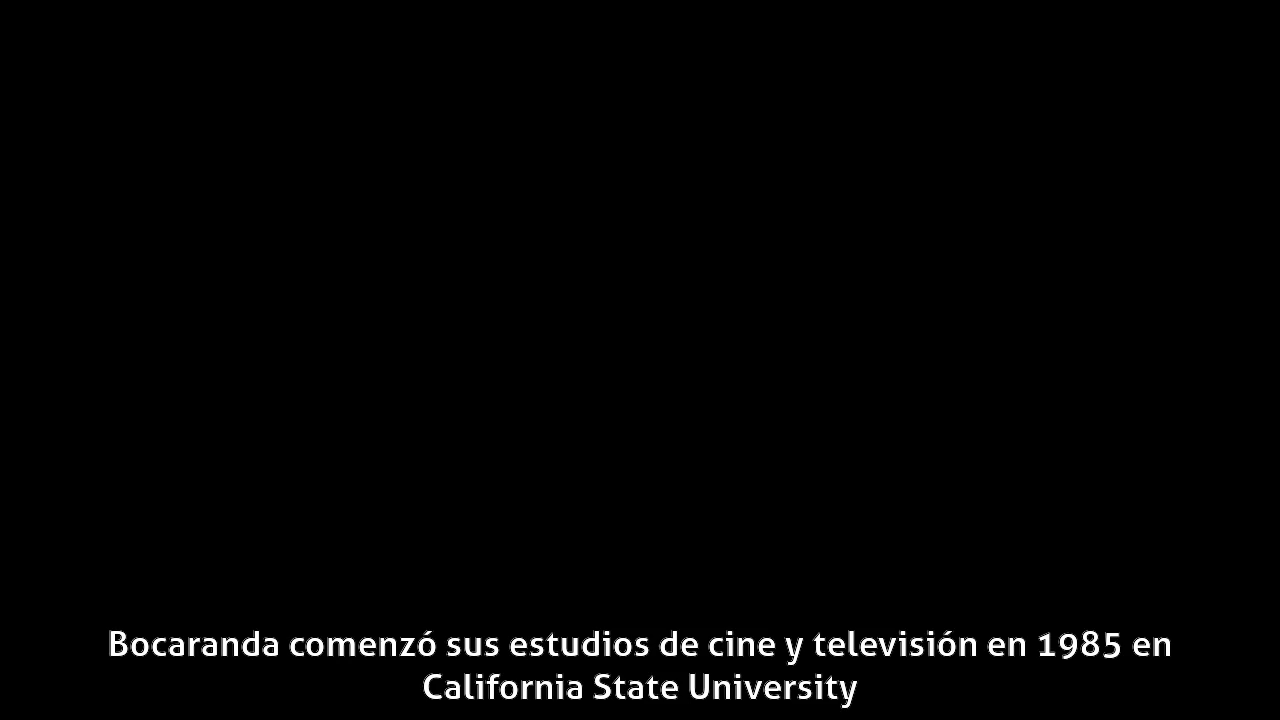 Bocaranda comenzó sus estudios de cine y televisión en 1985 en
California State University